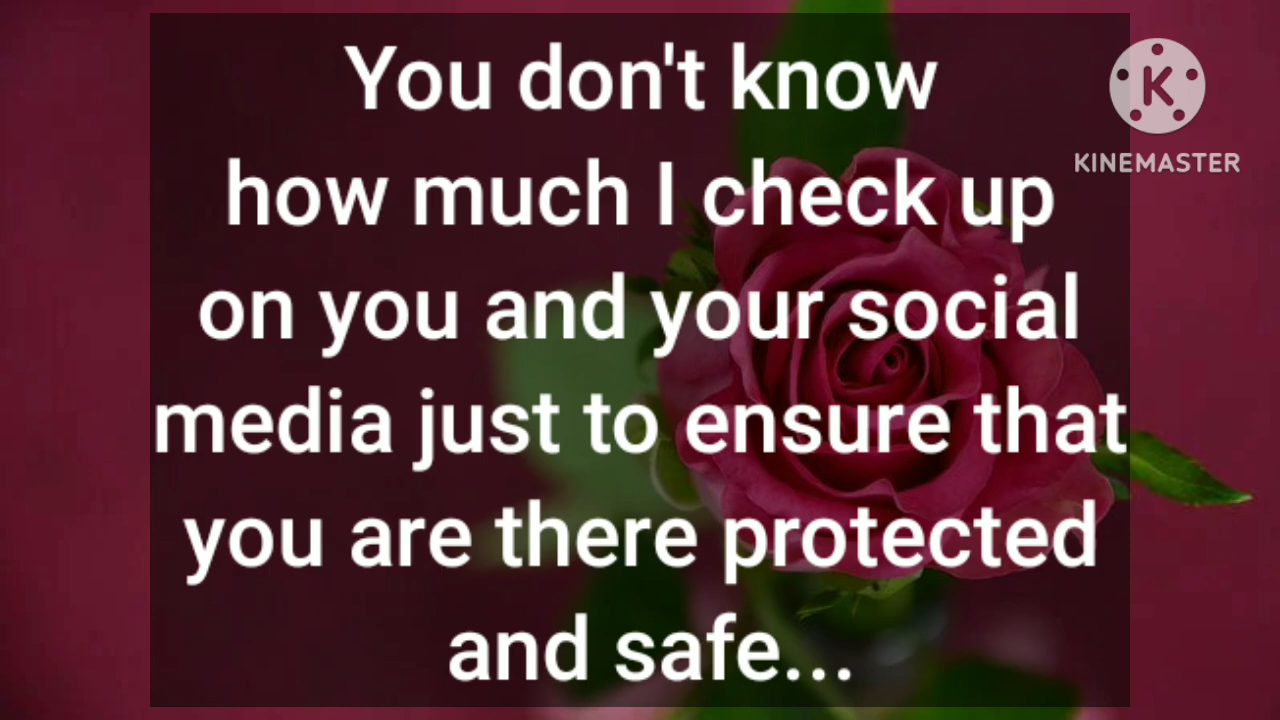 You don't know
how much I check up
on you and your social
media just to ensure that
you are there protected
and safe...
K
KINEMASTER